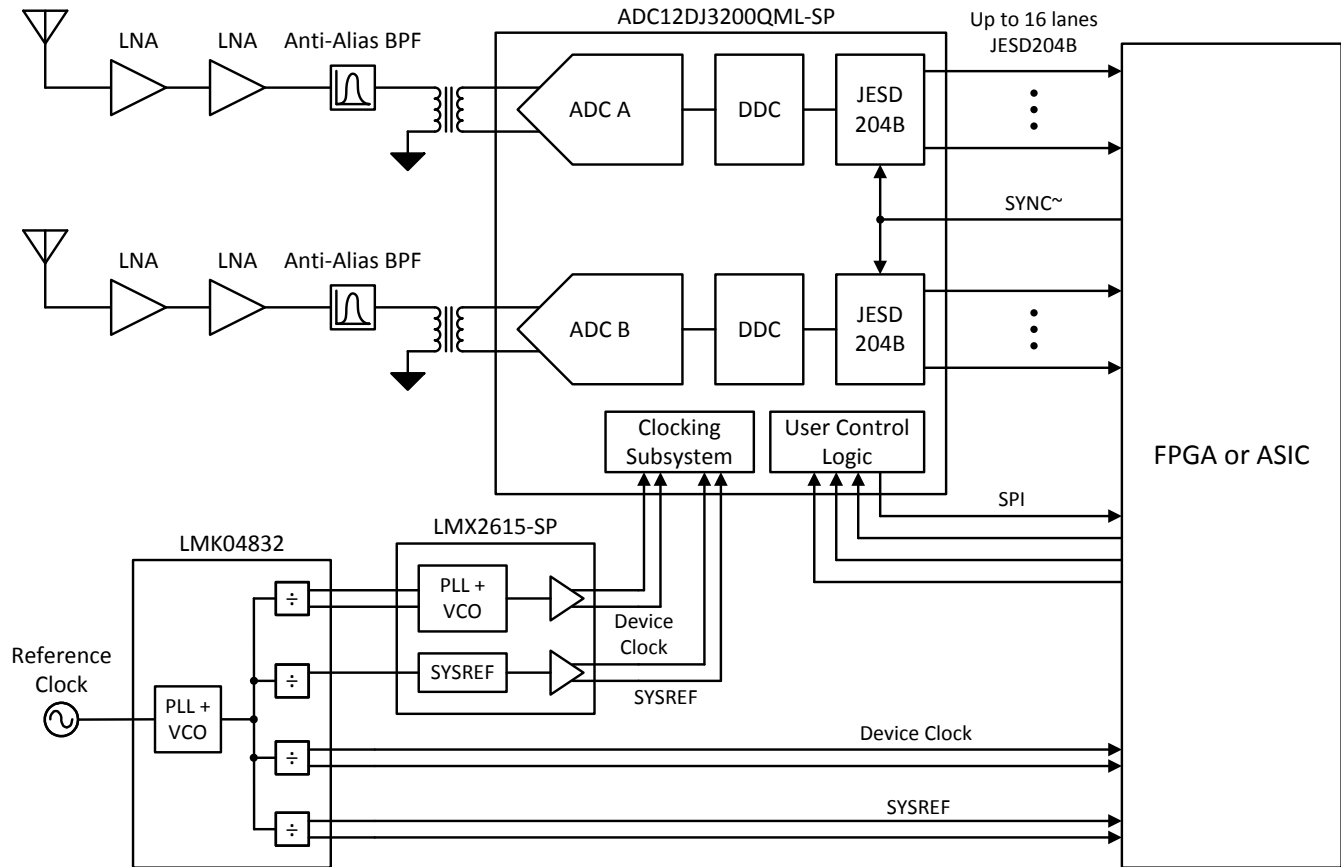 ADC12DJ3200QML-SP
Up to 16 lanes
JESD204B
LNA
LNA
Anti-Alias BPF
ADC A
DDC
JESD
204B
SYNC~
LNA
LNA
Anti-Alias BPF
ADC B
DDC
JESD
204B
Clocking
Subsystem
User Control
Logic
FPGA or ASIC
SPI
LMK04832
LMX2615-SP
÷
PLL +
VCO
Device
Clock
Reference
Clock
÷
SYSREF
SYSREF
PLL +
VCO
÷
Device Clock
÷
SYSREF